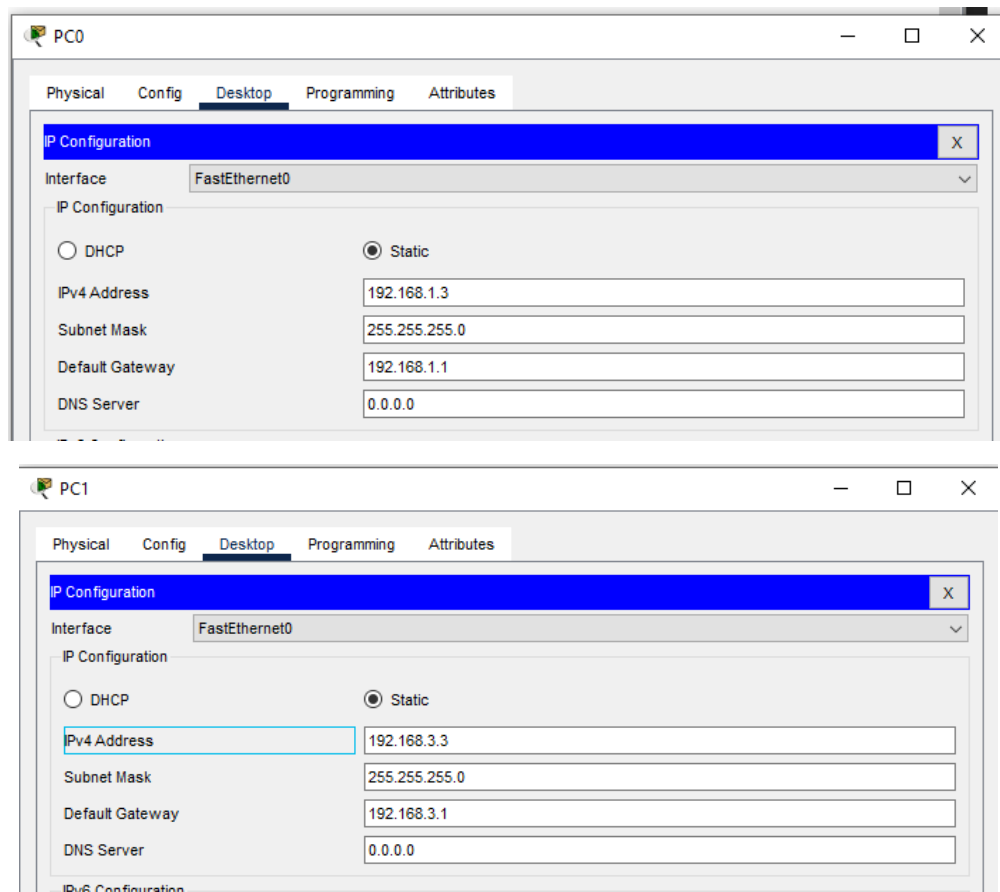 PC0
Physical Config Desktop Programming Attributes
IP Configuration X
Interface FastEthernet0
IP Configuration
DHCP Static
IPv4 Address 192.168.1.3
Subnet Mask 255.255.255.0
Default Gateway 192.168.1.1
DNS Server 0.0.0.0
PC1
Physical Config Desktop Programming Attributes
IP Configuration X
Interface FastEthernet0
IP Configuration
DHCP Static
IPv4 Address 192.168.3.3
Subnet Mask 255.255.255.0
Default Gateway 192.168.3.1
DNS Server 0.0.0.0
IPv6 Configuration